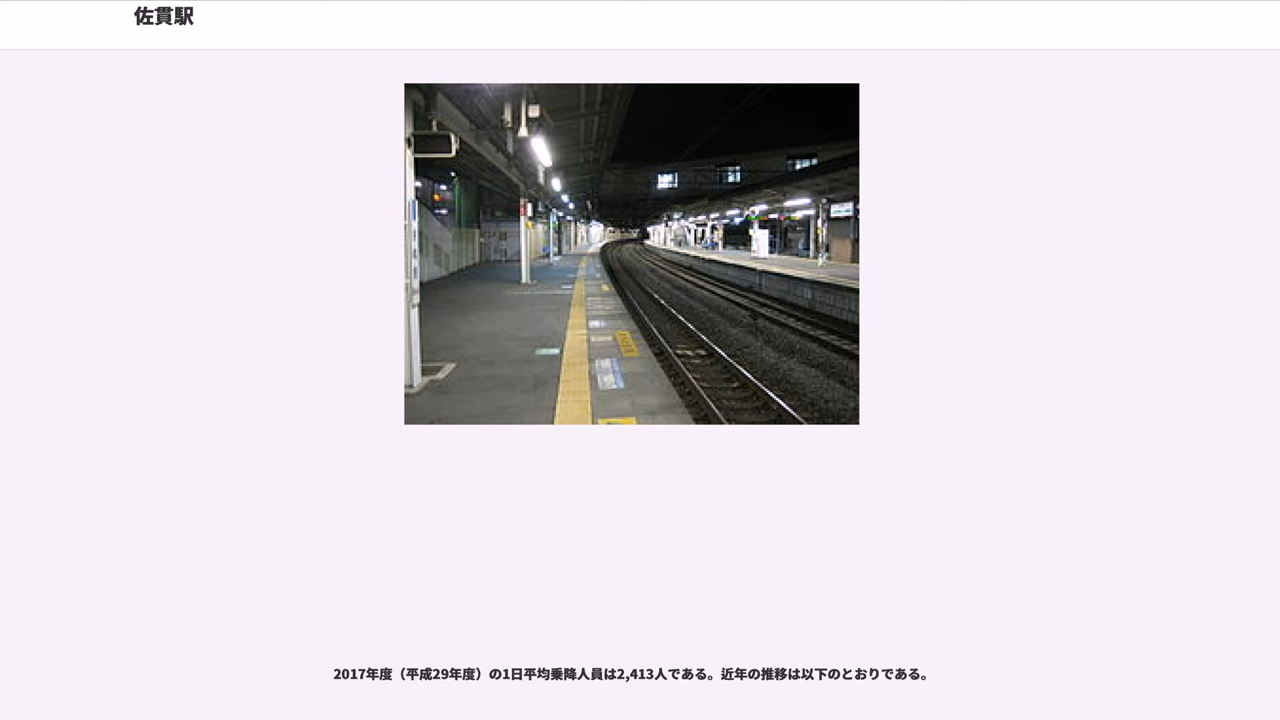 佐貫駅
2017年度（平成29年度）の1日平均乗降人員は2,413人である。近年の推移は以下のとおりである。